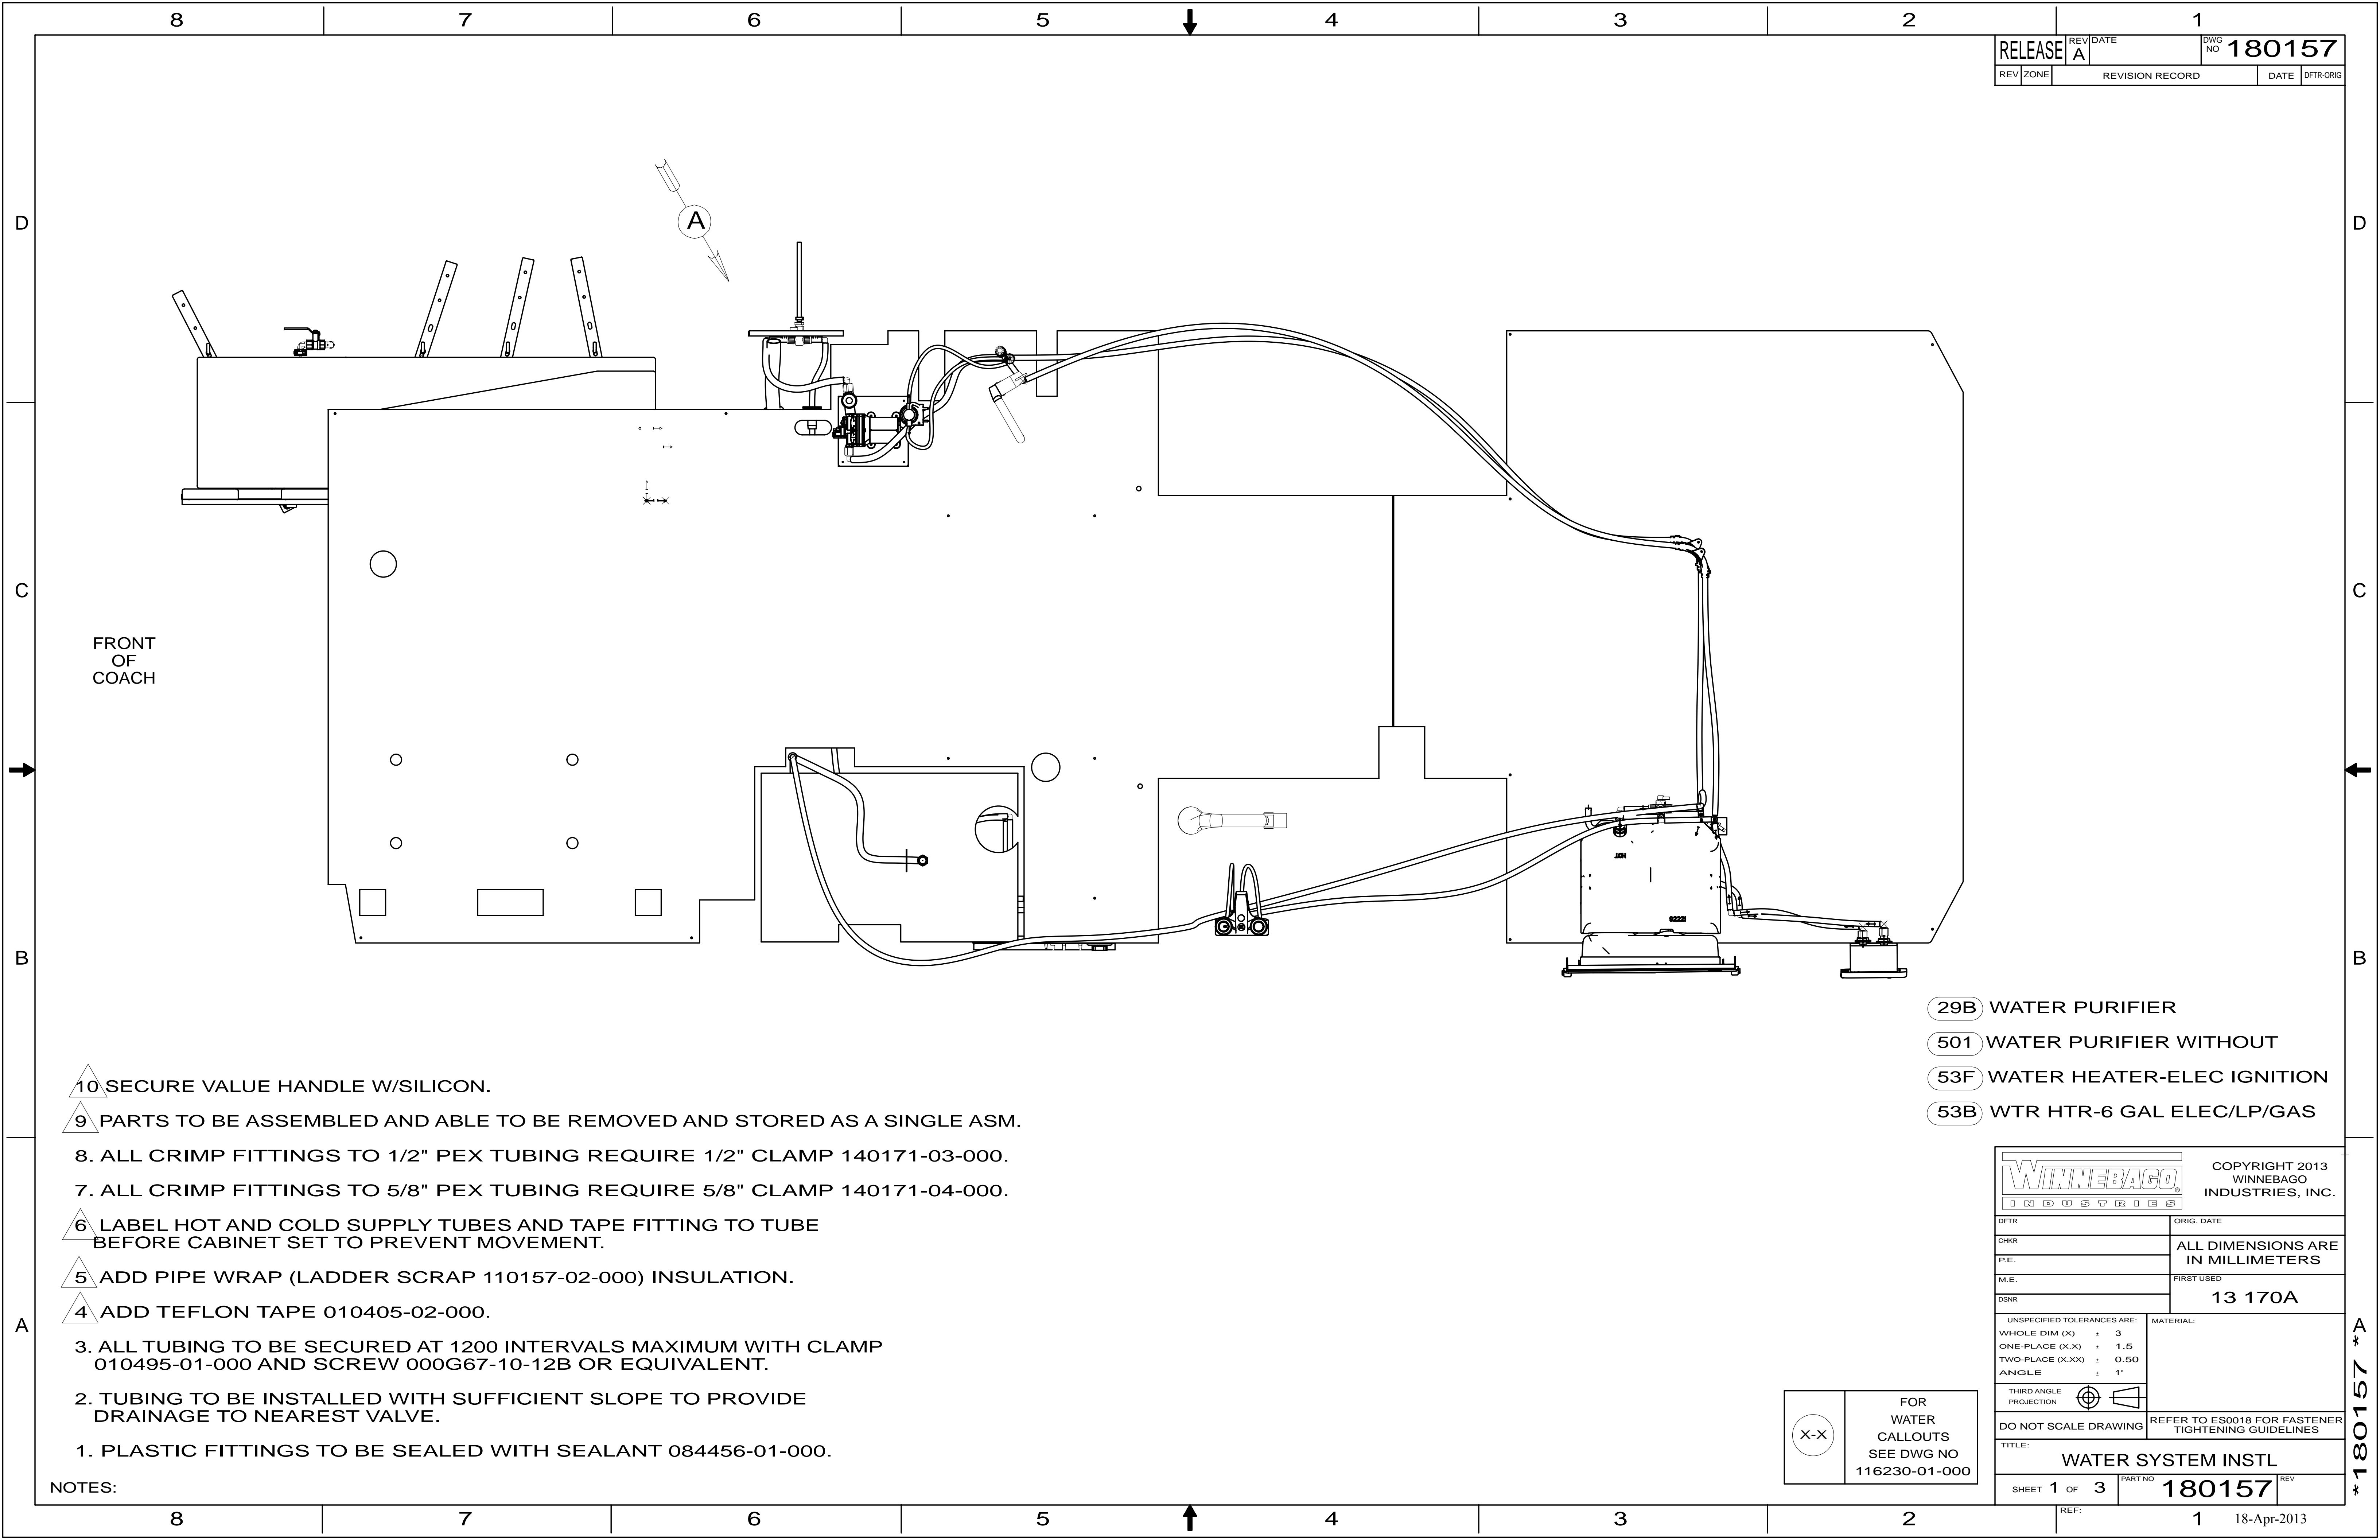 8 7 6 5 4 3 2 1
RELEASE REV A DATE DWG NO 180157
REV ZONE REVISION RECORD DATE DFTR-ORIG
D D
A
C C
FRONT
OF
COACH
HOT
92221
B B
29B WATER PURIFIER
501 WATER PURIFIER WITHOUT
53F WATER HEATER-ELEC IGNITION
53B WTR HTR-6 GAL ELEC/LP/GAS
10 SECURE VALUE HANDLE W/SILICON.
9 PARTS TO BE ASSEMBLED AND ABLE TO BE REMOVED AND STORED AS A SINGLE ASM.
8. ALL CRIMP FITTINGS TO 1/2" PEX TUBING REQUIRE 1/2" CLAMP 140171-03-000.
7. ALL CRIMP FITTINGS TO 5/8" PEX TUBING REQUIRE 5/8" CLAMP 140171-04-000.
6 LABEL HOT AND COLD SUPPLY TUBES AND TAPE FITTING TO TUBE
BEFORE CABINET SET TO PREVENT MOVEMENT.
5 ADD PIPE WRAP (LADDER SCRAP 110157-02-000) INSULATION.
4 ADD TEFLON TAPE 010405-02-000.
3. ALL TUBING TO BE SECURED AT 1200 INTERVALS MAXIMUM WITH CLAMP
010495-01-000 AND SCREW 000G67-10-12B OR EQUIVALENT.
2. TUBING TO BE INSTALLED WITH SUFFICIENT SLOPE TO PROVIDE
DRAINAGE TO NEAREST VALVE.
1. PLASTIC FITTINGS TO BE SEALED WITH SEALANT 084456-01-000.
NOTES:
A A
X-X
FOR
WATER
CALLOUTS
SEE DWG NO
116230-01-000
WINNEBAGO ®
INDUSTRIES
COPYRIGHT 2013
WINNEBAGO
INDUSTRIES, INC.
DFTR
ORIG. DATE
CHKR
ALL DIMENSIONS ARE
IN MILLIMETERS
P.E.
M.E.
FIRST USED
13 170A
DSNR
UNSPECIFIED TOLERANCES ARE:
MATERIAL:
WHOLE DIM (X) ± 3
ONE-PLACE (X.X) ± 1.5
TWO-PLACE (X.XX) ± 0.50
ANGLE ± 1°
THIRD ANGLE
PROJECTION
DO NOT SCALE DRAWING
REFER TO ES0018 FOR FASTENER
TIGHTENING GUIDELINES
TITLE:
WATER SYSTEM INSTL
SHEET 1 OF 3
PART NO 180157 REV
*180157*
8 7 6 5 4 3 2 1
REF:
18-Apr-2013